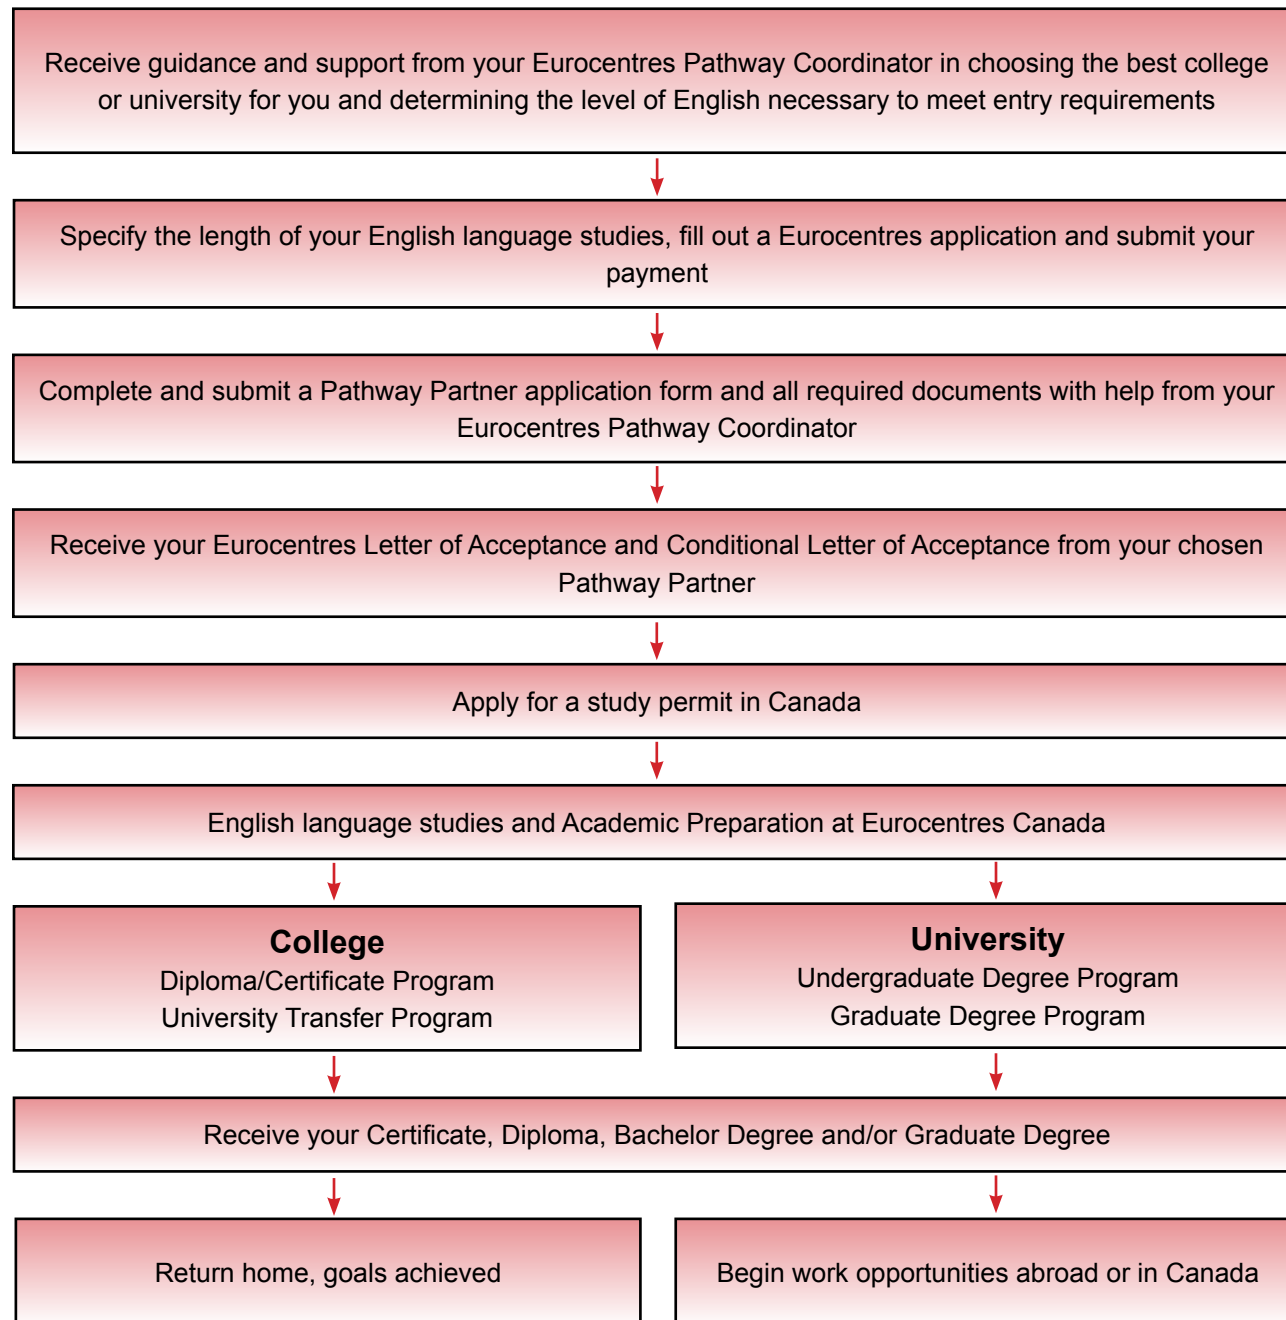 Receive guidance and support from your Eurocentres Pathway Coordinator in choosing the best college
or university for you and determining the level of English necessary to meet entry requirements
Specify the length of your English language studies, fill out a Eurocentres application and submit your
payment
Complete and submit a Pathway Partner application form and all required documents with help from your
Eurocentres Pathway Coordinator
Receive your Eurocentres Letter of Acceptance and Conditional Letter of Acceptance from your chosen
Pathway Partner
Apply for a study permit in Canada
English language studies and Academic Preparation at Eurocentres Canada
College
Diploma/Certificate Program
University Transfer Program
University
Undergraduate Degree Program
Graduate Degree Program
Receive your Certificate, Diploma, Bachelor Degree and/or Graduate Degree
Return home, goals achieved
Begin work opportunities abroad or in Canada